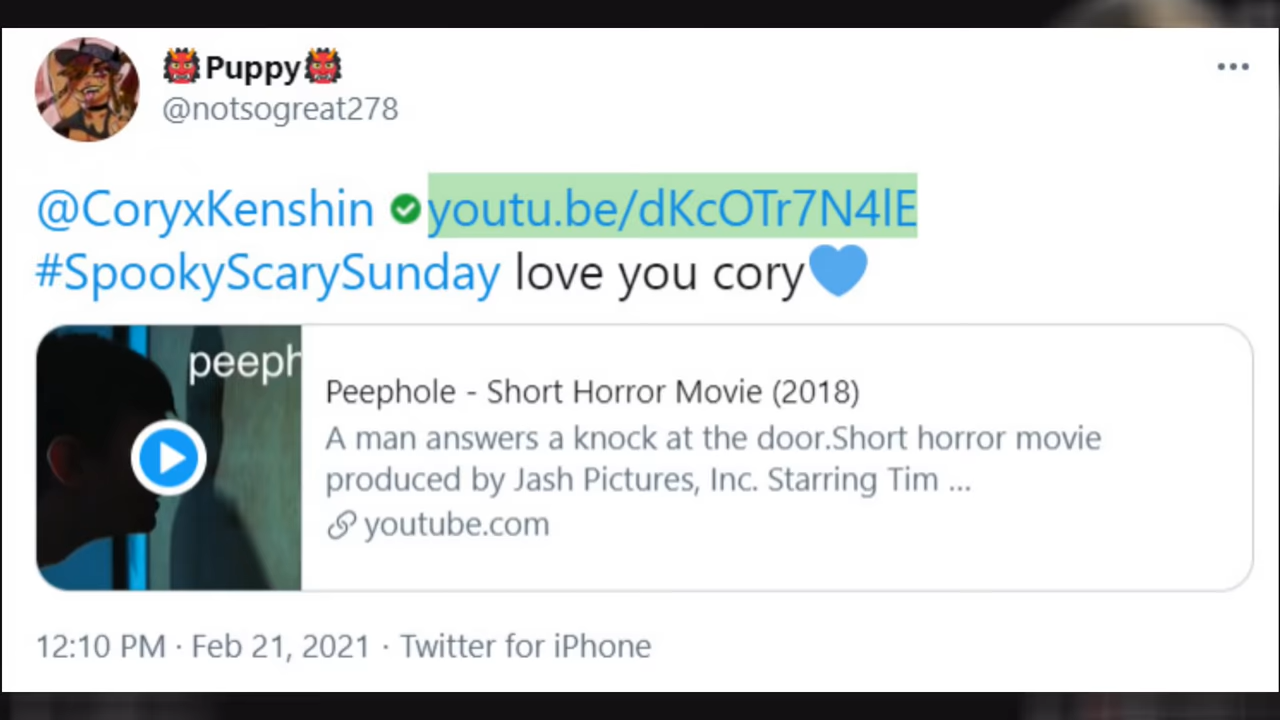 👹Puppy👹
@notsogreat278
@CoryxKenshin youtu.be/dKcOTr7N4lE
#SpookyScarySunday love you cory💙
peeph
Peephole - Short Horror Movie (2018)
A man answers a knock at the door.Short horror movie
produced by Jash Pictures, Inc. Starring Tim ...
youtube.com
12:10 PM · Feb 21, 2021 · Twitter for iPhone